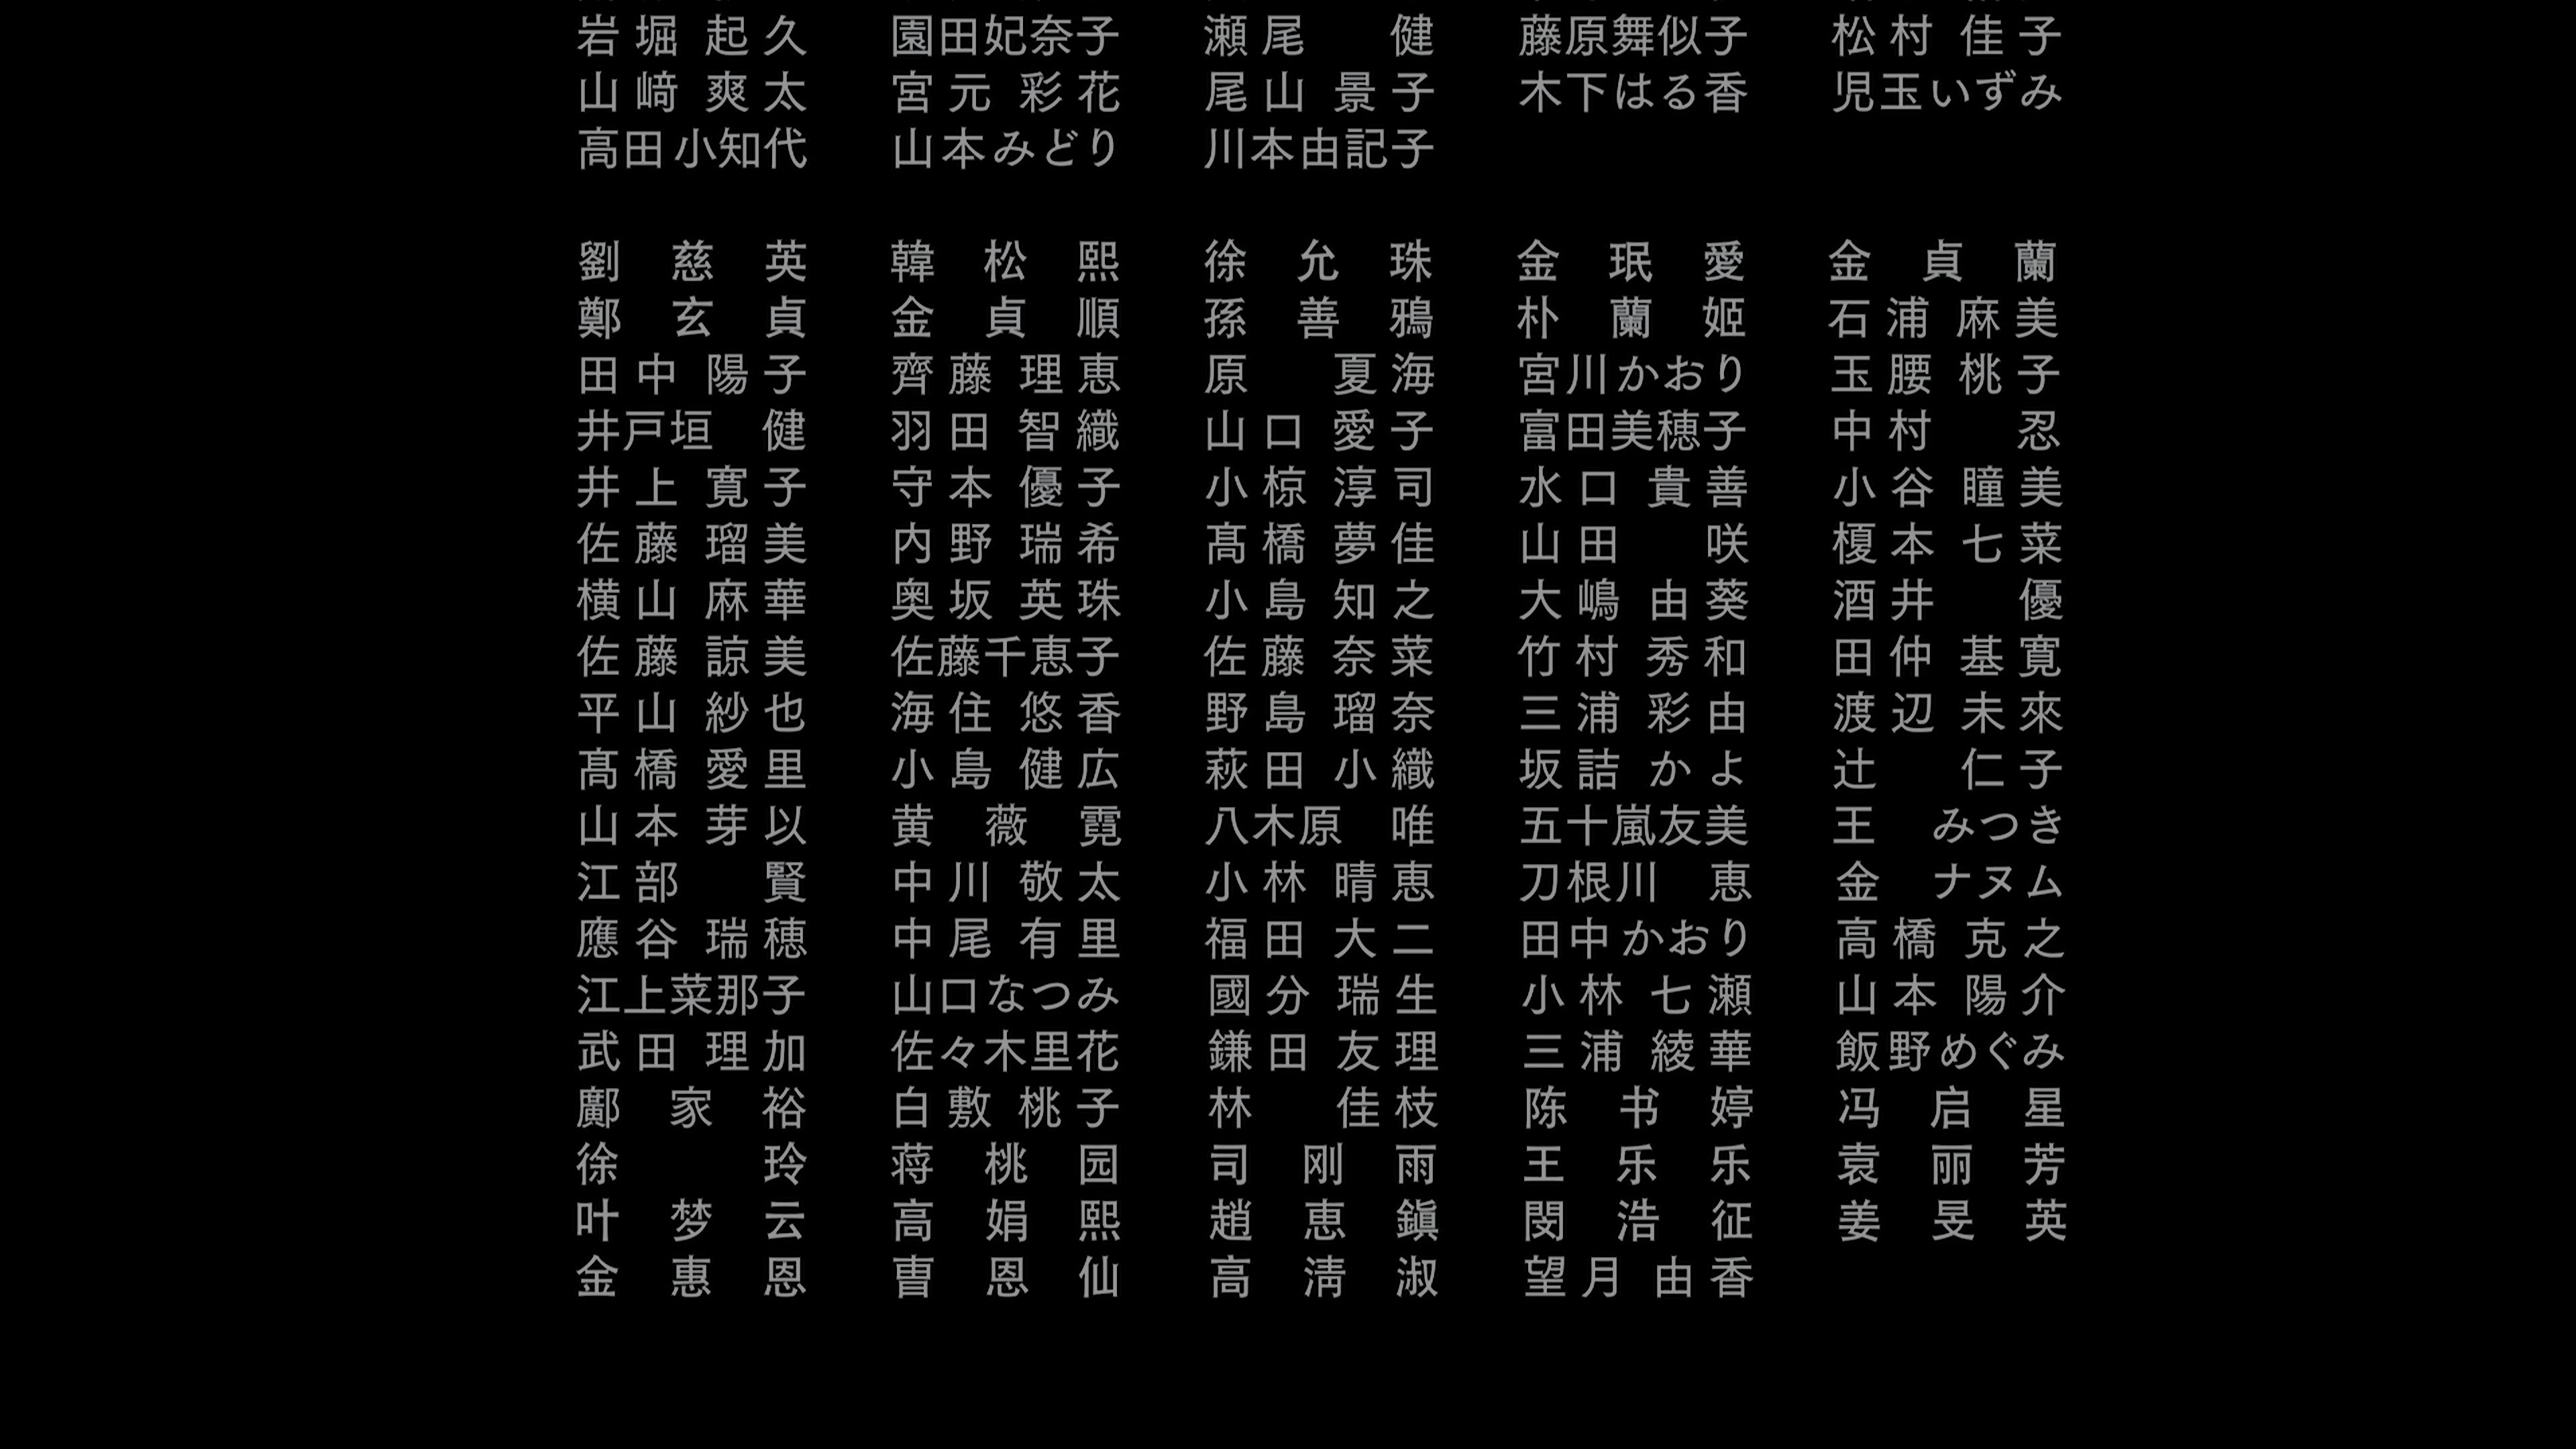 岩堀起久 園田妃奈子 瀬尾健 藤原舞似子 松村佳子
山﨑爽太 宮元彩花 尾山景子 木下はる香 児玉いずみ
高田小知代 山本みどり 川本由記子
劉慈英 韓松熙 徐允珠 金珉愛 金貞蘭
鄭玄貞 金貞順 孫善鴉 朴蘭姫 石浦麻美
田中陽子 齊藤理恵 原夏海 宮川かおり 玉腰桃子
井戸垣健 羽田智織 山口愛子 富田美穂子 中村忍
井上寛子 守本優子 小椋淳司 水口貴善 小谷瞳美
佐藤瑠美 内野瑞希 髙橋夢佳 山田咲 榎本七菜
横山麻華 奥坂英珠 小島知之 大嶋由葵 酒井優
佐藤諒美 佐藤千恵子 佐藤奈菜 竹村秀和 田仲基寛
平山紗也 海住悠香 野島瑠奈 三浦彩由 渡辺未來
髙橋愛里 小島健広 萩田小織 坂詰かよ 辻仁子
山本芽以 黄薇霓 八木原唯 五十嵐友美 王みつき
江部賢 中川敬太 小林晴恵 刀根川恵 金ナヌム
應谷瑞穂 中尾有里 福田大二 田中かおり 高橋克之
江上菜那子 山口なつみ 國分瑞生 小林七瀬 山本陽介
武田理加 佐々木里花 鎌田友理 三浦綾華 飯野めぐみ
鄺家裕 白敷桃子 林佳枝 陈书婷 冯启星
徐玲 蒋桃园 司刚雨 王乐乐 袁丽芳
叶梦云 高娟熙 趙恵鎭 閔浩征 姜旻英
金惠恩 曺恩仙 高淸淑 望月由香